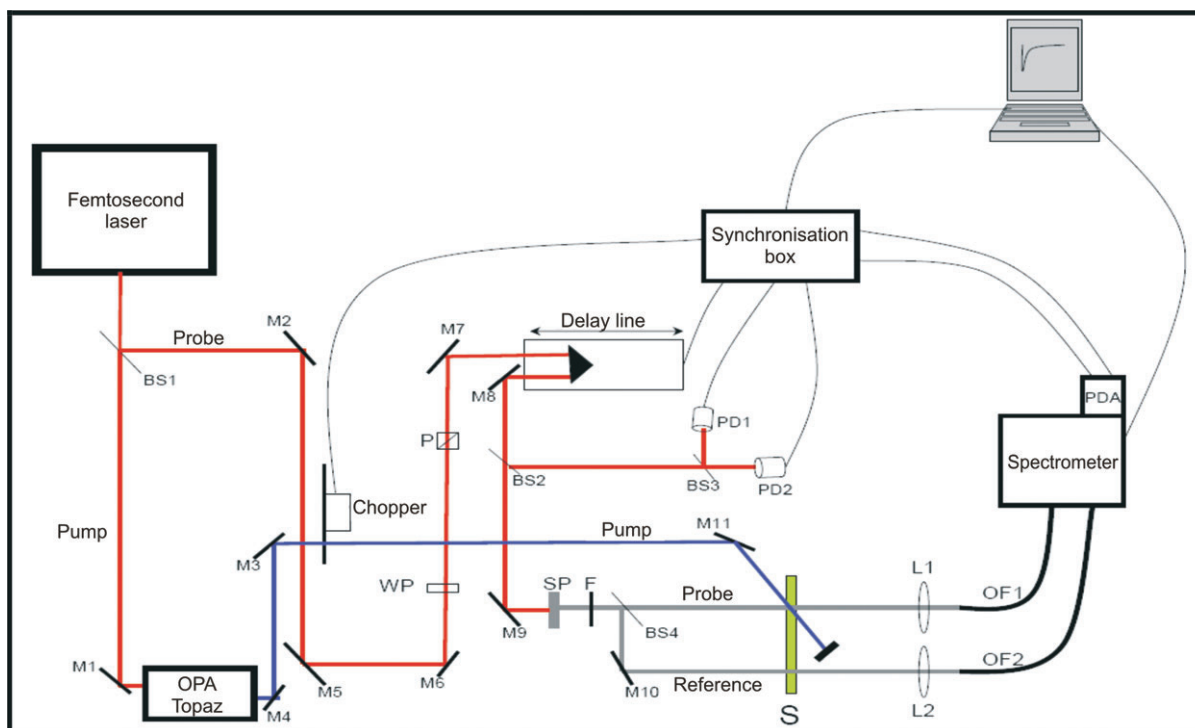 Femtosecond
laser
Synchronisation
box
Delay line
M7
M2
Probe
BS1
M8
PD1
PDA
P
BS2
BS3
PD2
Spectrometer
Chopper
Pump
M3
Pump
M11
WP
SP
F
Probe
L1
OF1
M9
BS4
M1
OPA
Topaz
M4
M5
M6
M10
Reference
S
L2
OF2